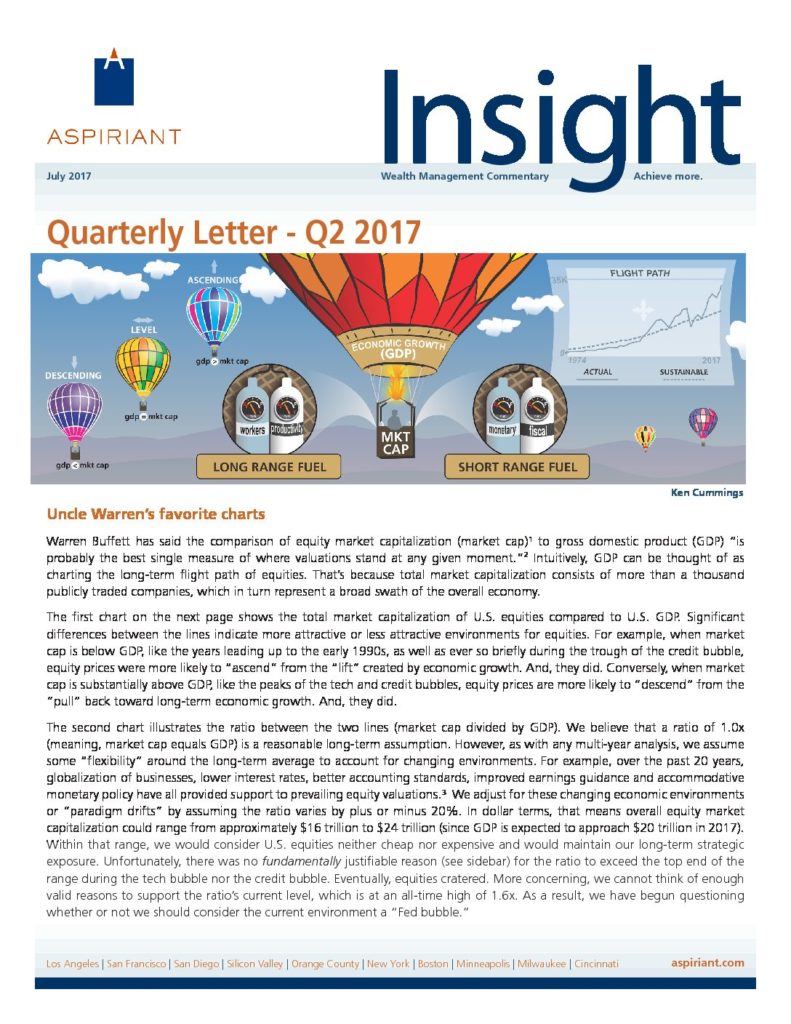 ASPIRIANT
Insight
July 2017
Wealth Management Commentary
Achieve more.
Quarterly Letter - Q2 2017
ASCENDING
gdp > mkt cap
LEVEL
gdp = mkt cap
DESCENDING
gdp < mkt cap
ECONOMIC GROWTH
(GDP)
MKT
CAP
workers
productivity
LONG RANGE FUEL
monetary
fiscal
SHORT RANGE FUEL
FLIGHT PATH
35K
0
1974
2017
ACTUAL
SUSTAINABLE
Ken Cummings
Uncle Warren's favorite charts
Warren Buffett has said the comparison of equity market capitalization (market cap)¹ to gross domestic product (GDP) "is
probably the best single measure of where valuations stand at any given moment."² Intuitively, GDP can be thought of as
charting the long-term flight path of equities. That's because total market capitalization consists of more than a thousand
publicly traded companies, which in turn represent a broad swath of the overall economy.
The first chart on the next page shows the total market capitalization of U.S. equities compared to U.S. GDP. Significant
differences between the lines indicate more attractive or less attractive environments for equities. For example, when market
cap is below GDP, like the years leading up to the early 1990s, as well as ever so briefly during the trough of the credit bubble,
equity prices were more likely to "ascend" from the "lift" created by economic growth. And, they did. Conversely, when market
cap is substantially above GDP, like the peaks of the tech and credit bubbles, equity prices are more likely to "descend" from the
"pull" back toward long-term economic growth. And, they did.
The second chart illustrates the ratio between the two lines (market cap divided by GDP). We believe that a ratio of 1.0x
(meaning, market cap equals GDP) is a reasonable long-term assumption. However, as with any multi-year analysis, we assume
some "flexibility" around the long-term average to account for changing environments. For example, over the past 20 years,
globalization of businesses, lower interest rates, better accounting standards, improved earnings guidance and accommodative
monetary policy have all provided support to prevailing equity valuations.³ We adjust for these changing economic environments
or "paradigm drifts" by assuming the ratio varies by plus or minus 20%. In dollar terms, that means overall equity market
capitalization could range from approximately $16 trillion to $24 trillion (since GDP is expected to approach $20 trillion in 2017).
Within that range, we would consider U.S. equities neither cheap nor expensive and would maintain our long-term strategic
exposure. Unfortunately, there was no fundamentally justifiable reason (see sidebar) for the ratio to exceed the top end of the
range during the tech bubble nor the credit bubble. Eventually, equities cratered. More concerning, we cannot think of enough
valid reasons to support the ratio's current level, which is at an all-time high of 1.6x. As a result, we have begun questioning
whether or not we should consider the current environment a "Fed bubble."
Los Angeles | San Francisco | San Diego | Silicon Valley | Orange County | New York | Boston | Minneapolis | Milwaukee | Cincinnati
aspiriant.com